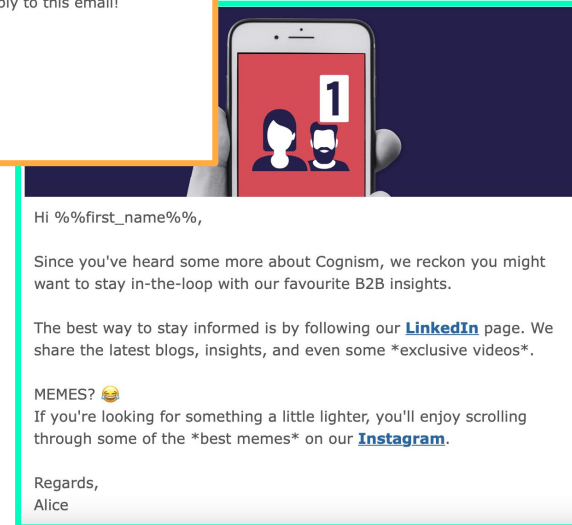 ply to this email!
1
Hi %%first_name%%,
Since you've heard some more about Cognism, we reckon you might
want to stay in-the-loop with our favourite B2B insights.
The best way to stay informed is by following our LinkedIn page. We
share the latest blogs, insights, and even some *exclusive videos*.
MEMES? 😂
If you're looking for something a little lighter, you'll enjoy scrolling
through some of the *best memes* on our Instagram.
Regards,
Alice